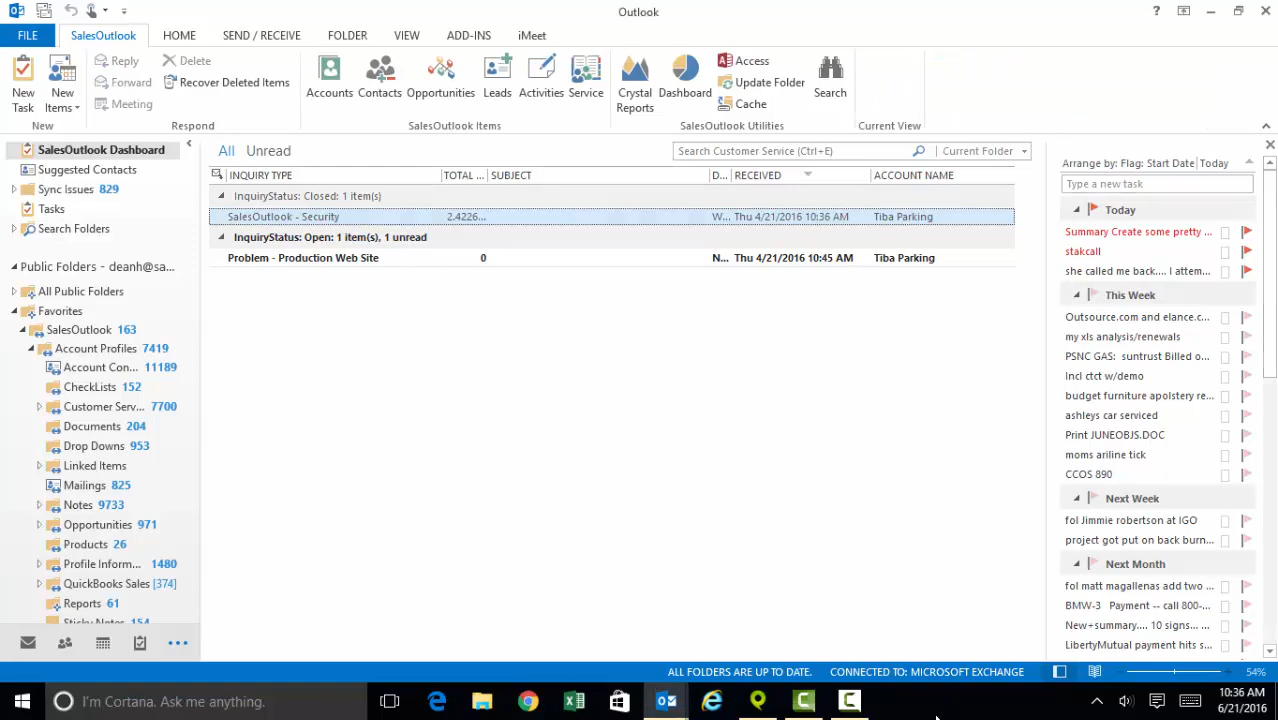 Outlook
FILE SalesOutlook HOME SEND / RECEIVE FOLDER VIEW ADD-INS iMeet
New Task
New Items
Reply
Forward
Meeting
Delete
Recover Deleted Items
Accounts
Contacts
Opportunities
Leads
Activities
Service
Crystal Reports
Dashboard
Access
Update Folder
Cache
Search
New Respond SalesOutlook Items SalesOutlook Utilities Current View
SalesOutlook Dashboard
Suggested Contacts
Sync Issues 829
Tasks
Search Folders
Public Folders - deanh@sa...
All Public Folders
Favorites
SalesOutlook 163
Account Profiles 7419
Account Con... 11189
CheckLists 152
Customer Serv... 7700
Documents 204
Drop Downs 953
Linked Items
Mailings 825
Notes 9733
Opportunities 971
Products 26
Profile Inform... 1480
QuickBooks Sales [374]
Reports 61
Sticky Notes 154
All Unread
Search Customer Service (Ctrl+E) Current Folder
INQUIRY TYPE TOTAL ... SUBJECT D... RECEIVED ACCOUNT NAME
InquiryStatus: Closed: 1 item(s)
SalesOutlook - Security 2.4226... W... Thu 4/21/2016 10:36 AM Tiba Parking
InquiryStatus: Open: 1 item(s), 1 unread
Problem - Production Web Site 0 N... Thu 4/21/2016 10:45 AM Tiba Parking
Arrange by: Flag: Start Date Today
Type a new task
Today
Summary Create some pretty ...
stakcall
she called me back.... I attem...
This Week
Outsource.com and elance.c...
my xls analysis/renewals
PSNC GAS: suntrust Billed o...
Incl ctct w/demo
budget furniture apolstery re...
ashleys car serviced
Print JUNEOBJS.DOC
moms ariline tick
CCOS 890
Next Week
fol Jimmie robertson at IGO
project got put on back burn...
Next Month
fol matt magallenas add two ...
BMW-3 Payment -- call 800-...
New+summary.... 10 signs... ...
LibertyMutual payment hits s...
ALL FOLDERS ARE UP TO DATE. CONNECTED TO: MICROSOFT EXCHANGE 54%
I'm Cortana. Ask me anything.
10:36 AM
6/21/2016